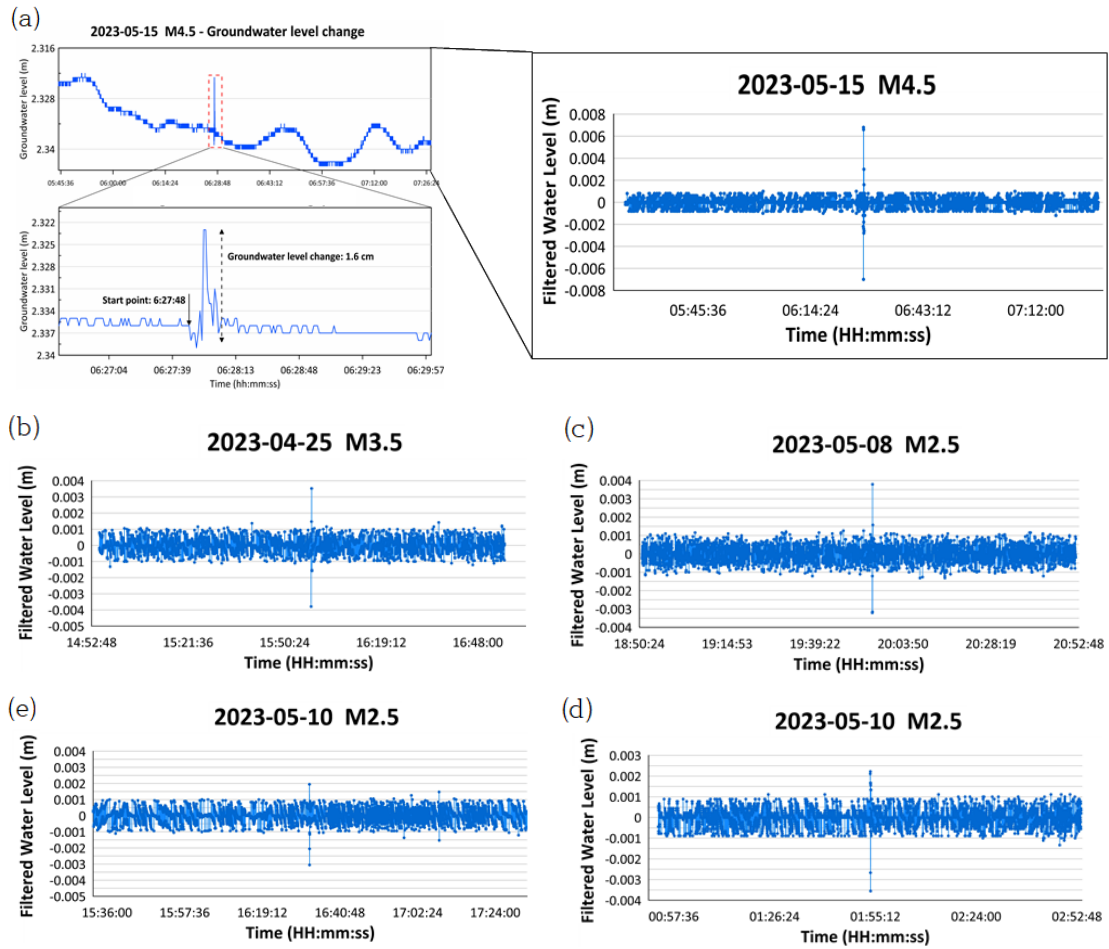 (a)
2023-05-15 M4.5 - Groundwater level change
Groundwater level (m)
2.316
2.328
2.34
05:45:36 06:00:00 06:14:24 06:28:48 06:43:12 06:57:36 07:12:00 07:26:24
Groundwater level (m)
2.322
2.325
2.328
2.331
2.334
2.337
2.34
Groundwater level change: 1.6 cm
Start point: 6:27:48
06:27:04 06:27:39 06:28:13 06:28:48 06:29:23 06:29:57
Time (hh:mm:ss)
2023-05-15 M4.5
Filtered Water Level (m)
0.008
0.006
0.004
0.002
0
-0.002
-0.004
-0.006
-0.008
05:45:36 06:14:24 06:43:12 07:12:00
Time (HH:mm:ss)
(b)
2023-04-25 M3.5
Filtered Water Level (m)
0.004
0.003
0.002
0.001
0
-0.001
-0.002
-0.003
-0.004
-0.005
14:52:48 15:21:36 15:50:24 16:19:12 16:48:00
Time (HH:mm:ss)
(c)
2023-05-08 M2.5
Filtered Water Level (m)
0.004
0.003
0.002
0.001
0
-0.001
-0.002
-0.003
-0.004
18:50:24 19:14:53 19:39:22 20:03:50 20:28:19 20:52:48
Time (HH:mm:ss)
(e)
2023-05-10 M2.5
Filtered Water Level (m)
0.004
0.003
0.002
0.001
0
-0.001
-0.002
-0.003
-0.004
-0.005
15:36:00 15:57:36 16:19:12 16:40:48 17:02:24 17:24:00
Time (HH:mm:ss)
(d)
2023-05-10 M2.5
Filtered Water Level (m)
0.003
0.002
0.001
0
-0.001
-0.002
-0.003
-0.004
00:57:36 01:26:24 01:55:12 02:24:00 02:52:48
Time (HH:mm:ss)